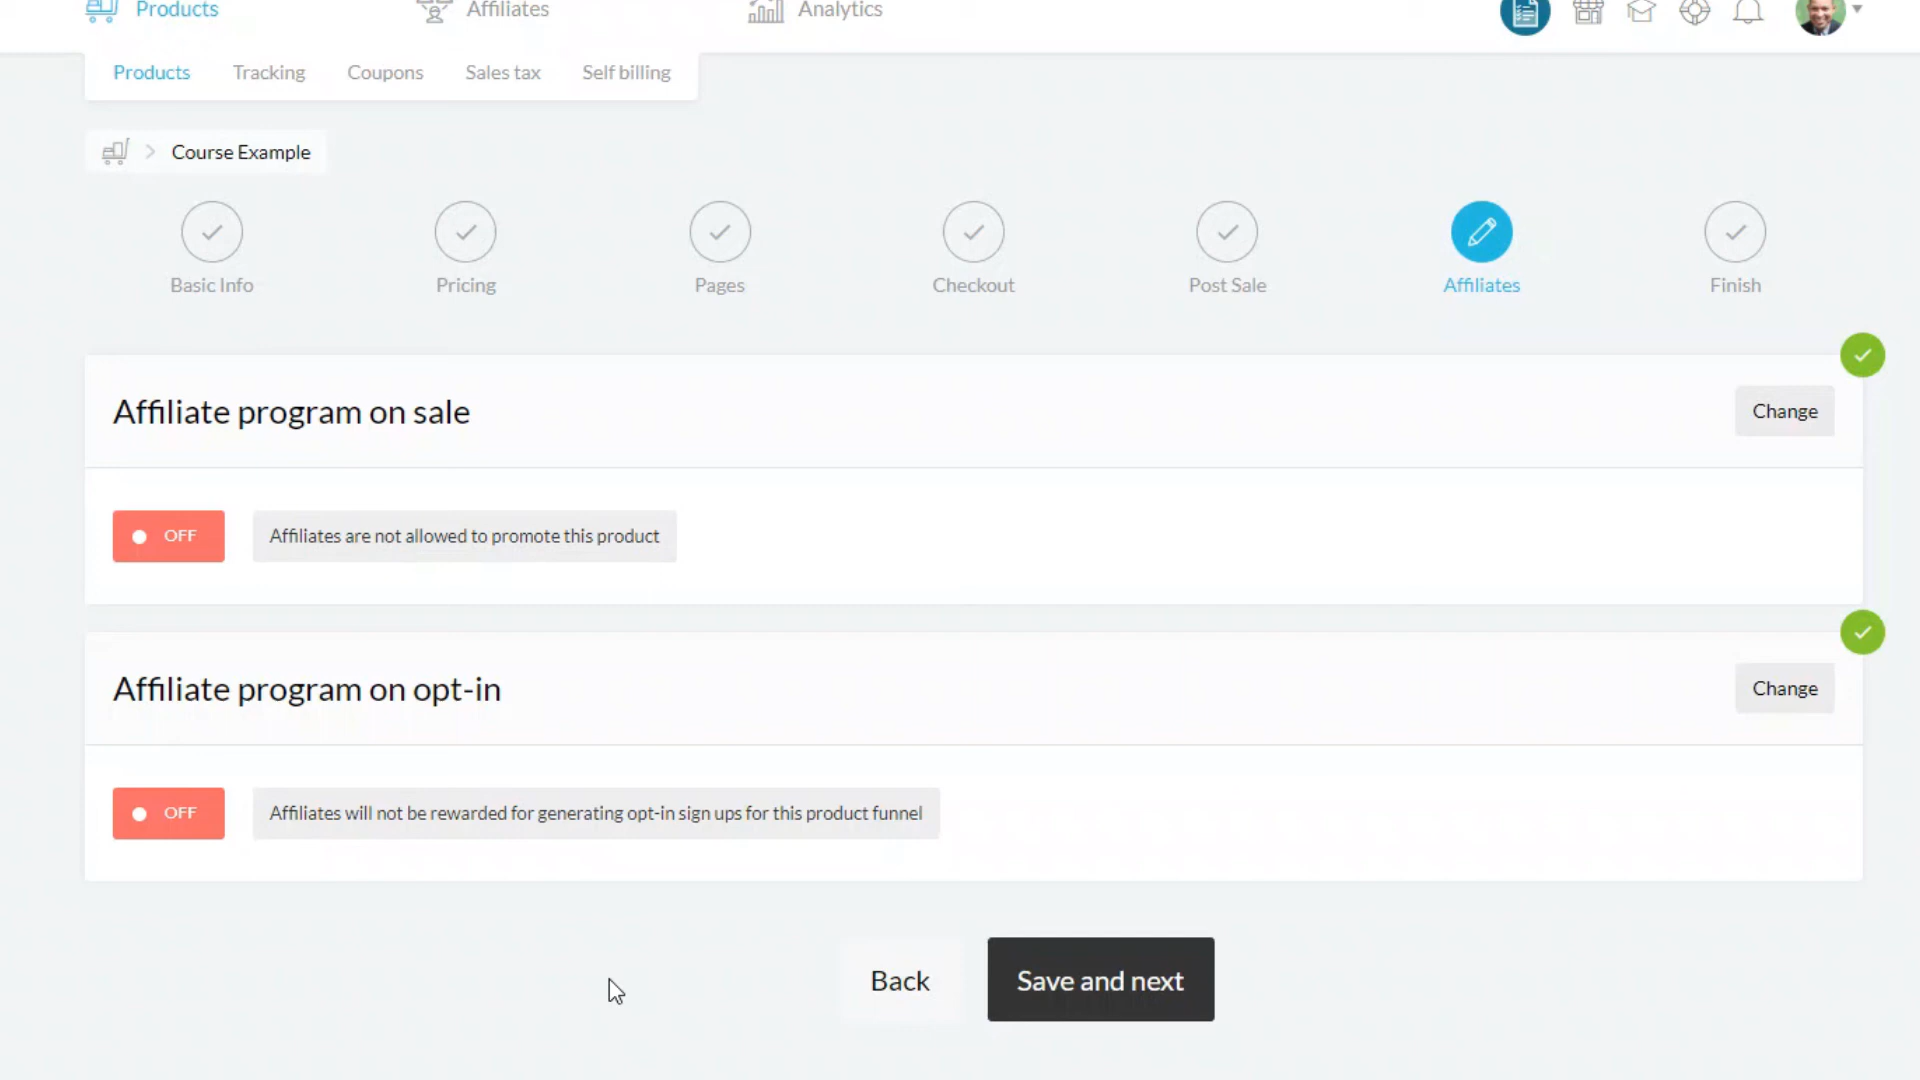 Products Affiliates Analytics
Products Tracking Coupons Sales tax Self billing
Course Example
Basic Info Pricing Pages Checkout Post Sale Affiliates Finish
Affiliate program on sale Change
OFF Affiliates are not allowed to promote this product
Affiliate program on opt-in Change
OFF Affiliates will not be rewarded for generating opt-in sign ups for this product funnel
Back Save and next